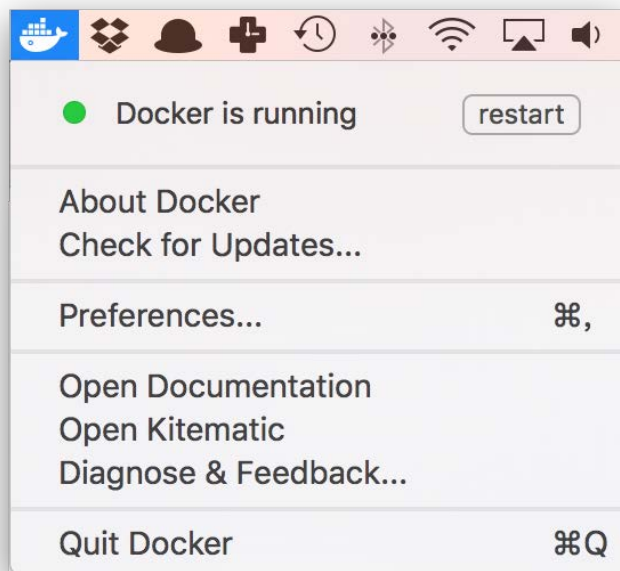 Docker is running restart
About Docker
Check for Updates...
Preferences... ⌘,
Open Documentation
Open Kitematic
Diagnose & Feedback...
Quit Docker ⌘Q